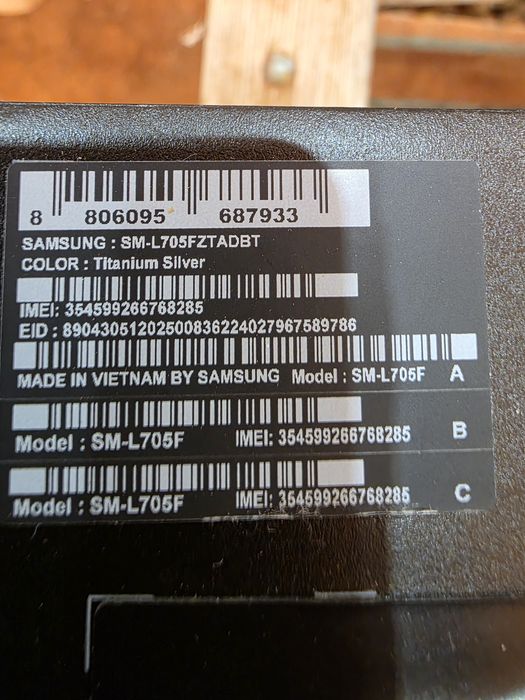 8 806095 687933
SAMSUNG : SM-L705FZTADBT
COLOR : Titanium Silver
IMEI: 354599266768285
EID : 89043051202500836224027967589786
MADE IN VIETNAM BY SAMSUNG Model : SM-L705F A
Model : SM-L705F IMEI: 354599266768285 B
Model : SM-L705F IMEI: 354599266768285 C